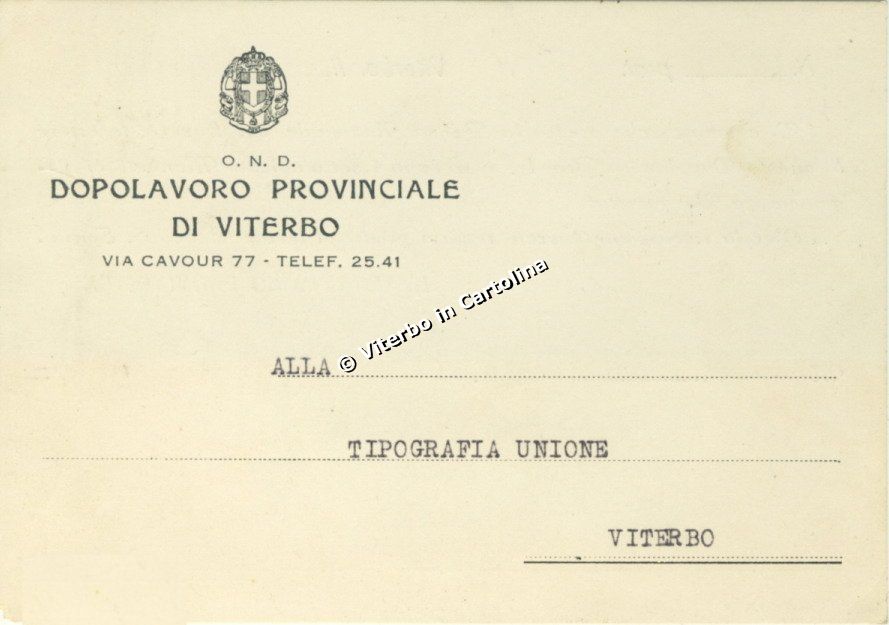 O. N. D.
DOPOLAVORO PROVINCIALE
DI VITERBO
VIA CAVOUR 77 - TELEF. 25.41
© Viterbo in Cartolina
ALLA
TIPOGRAFIA UNIONE
VITERBO